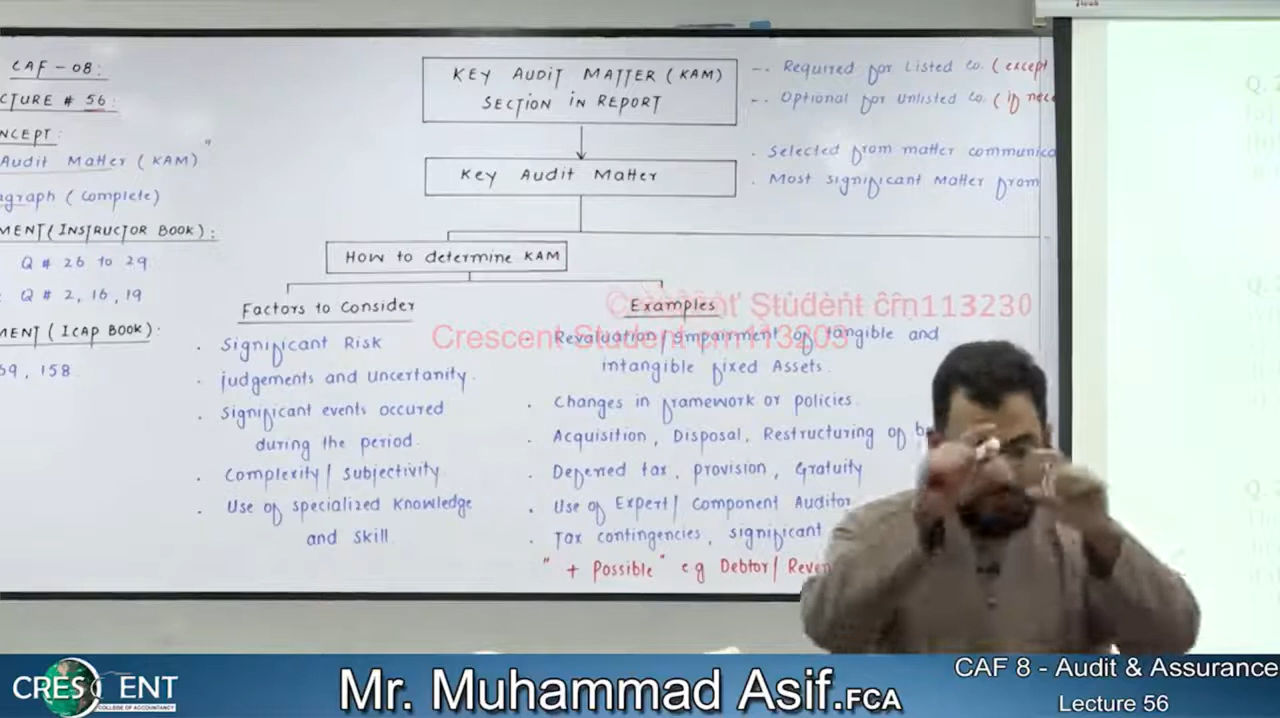 CAF - 08:
CTURE # 56:
NCEPT:
Audit Matter (KAM)"
agraph (Complete)
MENT (INSTRUCTOR BOOK):
Q # 26 to 29
: Q # 2, 16, 19
MENT (ICAP BOOK):
59, 158
KEY AUDIT MATTER (KAM)
SECTION IN REPORT
-- Required for Listed Co. (except
-- Optional for Unlisted Co. (if nece
Key Audit Matter
. Selected from matter communica
. Most significant Matter from
How to determine KAM
Factors to Consider
. Significant Risk
. judgements and uncertanity.
. Significant events occured
during the period.
. Complexity / subjectivity
. Use of specialized Knowledge
and Skill.
Examples
. Revaluation / Impairment of tangible and
intangible fixed Assets.
. Changes in framework or policies.
. Acquisition, Disposal, Restructuring of b
. Deferred tax, provision, Gratuity
. Use of Expert / Component Auditor
. Tax contingencies, significant
" + Possible " eg Debtor / Reven
Crescent Student crm113203
CRESCENT
COLLEGE OF ACCOUNTANCY
Mr. Muhammad Asif.FCA
CAF 8 - Audit & Assurance
Lecture 56